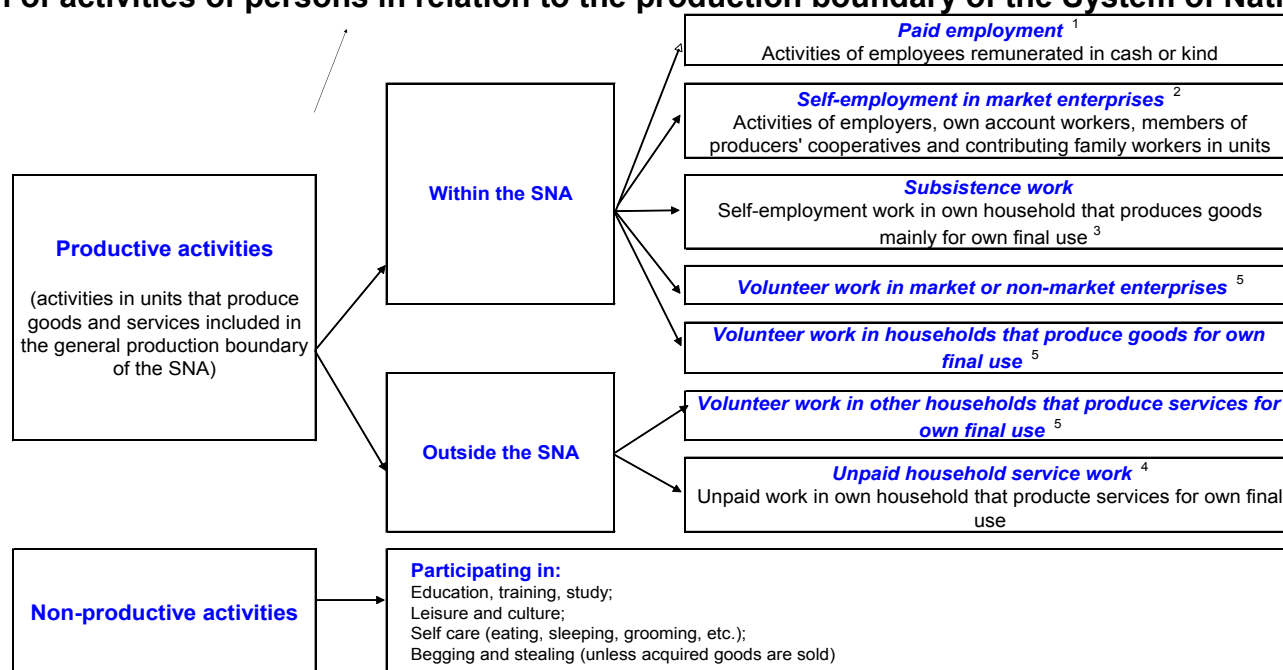 of activities of persons in relation to the production boundary of the System of
Paid employment 1
Activities of employees remunerated in cash or kind
Self-employment in market enterprises 2
Activities of employers, own account workers, members of
producers' cooperatives and contributing family workers in units
Within the SNA
Subsistence work
Self-employment work in own household that produces goods
mainly for own final use 3
Productive activities
(activities in units that produce
goods and services included in
the general production boundary
of the SNA)
Volunteer work in market or non-market enterprises 5
Volunteer work in households that produce goods for own
final use 5
Outside the SNA
Volunteer work in other households that produce services for
own final use 5
Unpaid household service work 4
Unpaid work in own household that producte services for own final
use
Non-productive activities
Participating in:
Education, training, study;
Leisure and culture;
Self care (eating, sleeping, grooming, etc.);
Begging and stealing (unless acquired goods are sold)